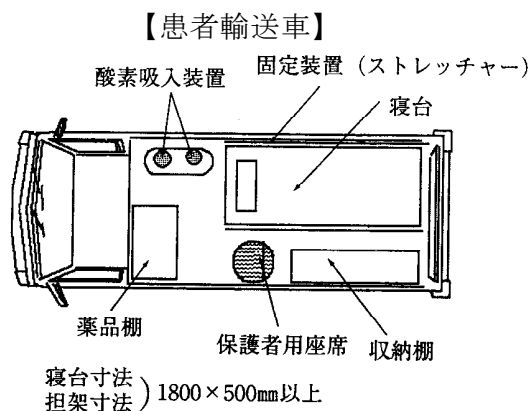 【患者輸送車】
酸素吸入装置
固定装置（ストレッチャー）
寝台
薬品棚
保護者用座席
収納棚
寝台寸法
担架寸法
) 1800×500㎜以上